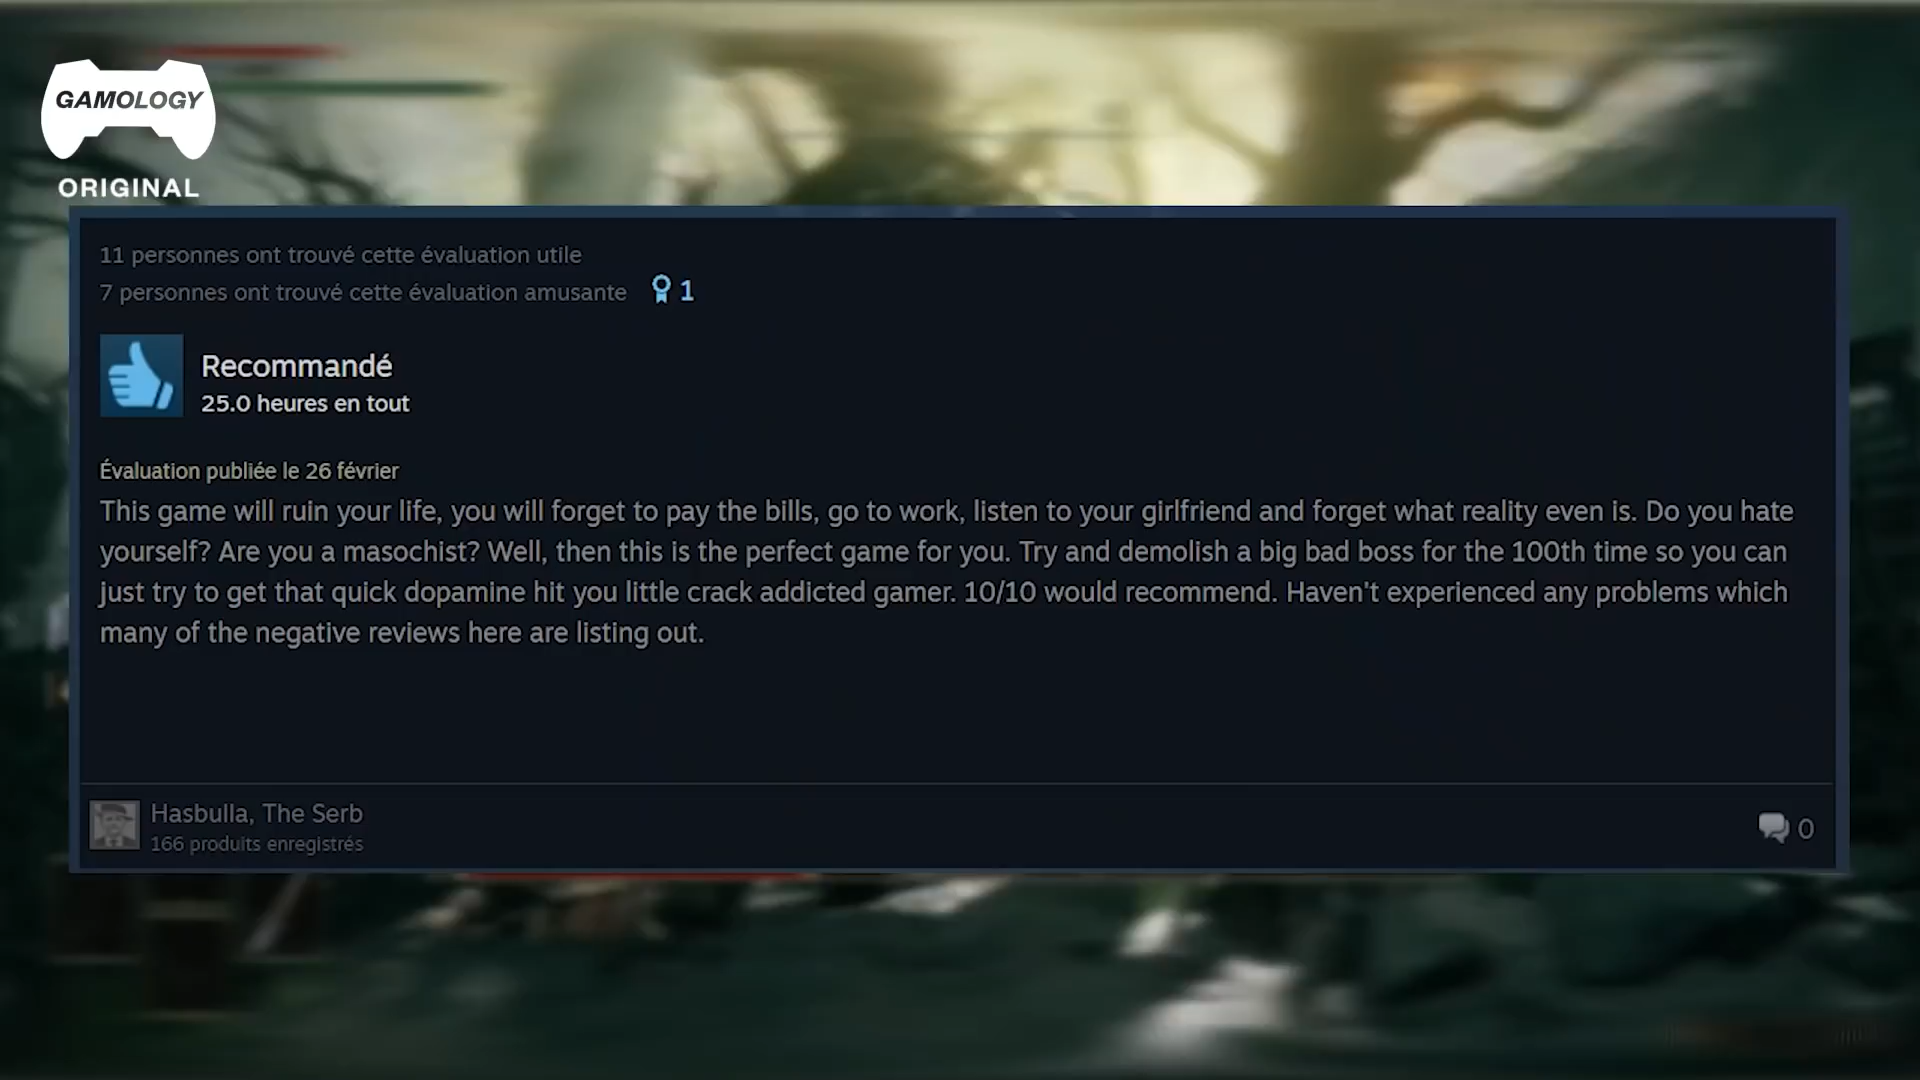 GAMOLOGY
ORIGINAL
11 personnes ont trouvé cette évaluation utile
7 personnes ont trouvé cette évaluation amusante 1
Recommandé
25.0 heures en tout
Évaluation publiée le 26 février
This game will ruin your life, you will forget to pay the bills, go to work, listen to your girlfriend and forget what reality even is. Do you hate
yourself? Are you a masochist? Well, then this is the perfect game for you. Try and demolish a big bad boss for the 100th time so you can
just try to get that quick dopamine hit you little crack addicted gamer. 10/10 would recommend. Haven't experienced any problems which
many of the negative reviews here are listing out.
Hasbulla, The Serb
166 produits enregistrés
0